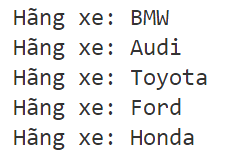 Hãng xe: BMW
Hãng xe: Audi
Hãng xe: Toyota
Hãng xe: Ford
Hãng xe: Honda